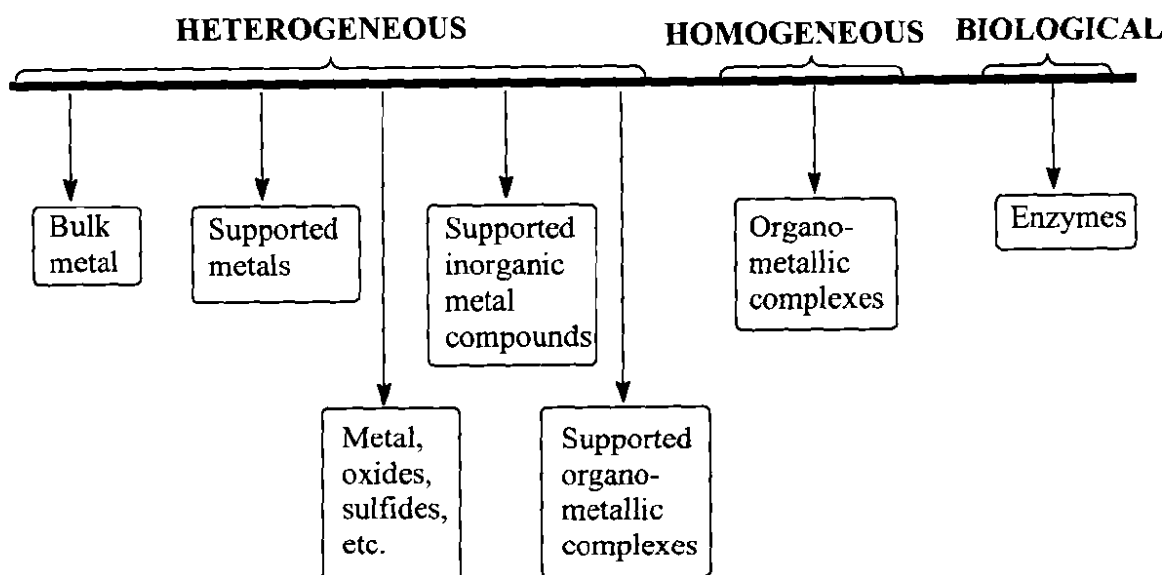 HETEROGENEOUS
HOMOGENEOUS
BIOLOGICAL
Bulk
metal
Supported
metals
Supported
inorganic
metal
compounds
Organo-
metallic
complexes
Enzymes
Metal,
oxides,
sulfides,
etc.
Supported
organo-
metallic
complexes